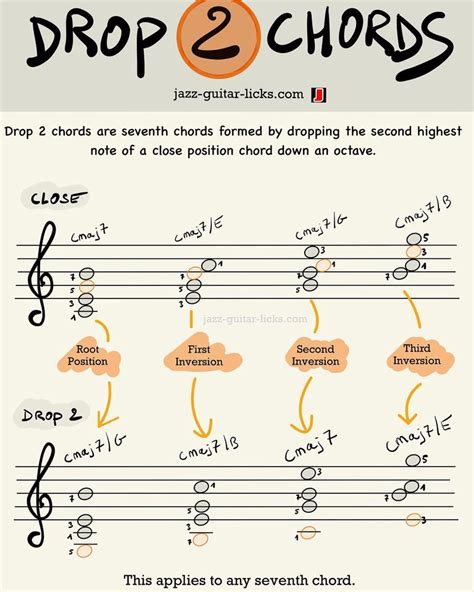 DROP 2 CHORDS
jazz-guitar-licks.com J
Drop 2 chords are seventh chords formed by dropping the second highest
note of a close position chord down an octave.
CLOSE
Cmaj7 Cmaj7/E Cmaj7/G Cmaj7/B
7 5 3 1
7 5 3 1
7 5 3 1
7 5 3 1
jazz-guitar-licks.com
Root
Position
First
Inversion
Second
Inversion
Third
Inversion
DROP 2
Cmaj7/G Cmaj7/B Cmaj7 Cmaj7/E
7 3 1 5
1 5 3 7
3 7 5 1
5 1 7 3
This applies to any seventh chord.